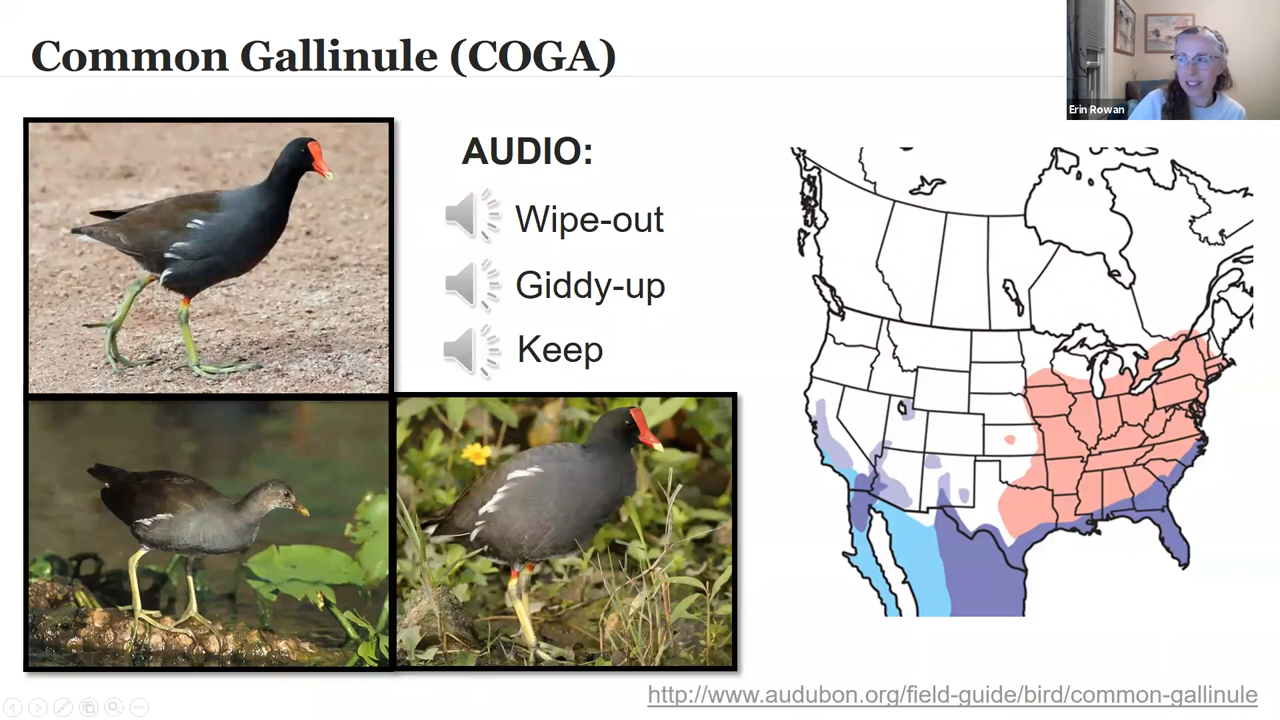 Common Gallinule (COGA)
Erin Rowan
AUDIO:
Wipe-out
Giddy-up
Keep
http://www.audubon.org/field-guide/bird/common-gallinule